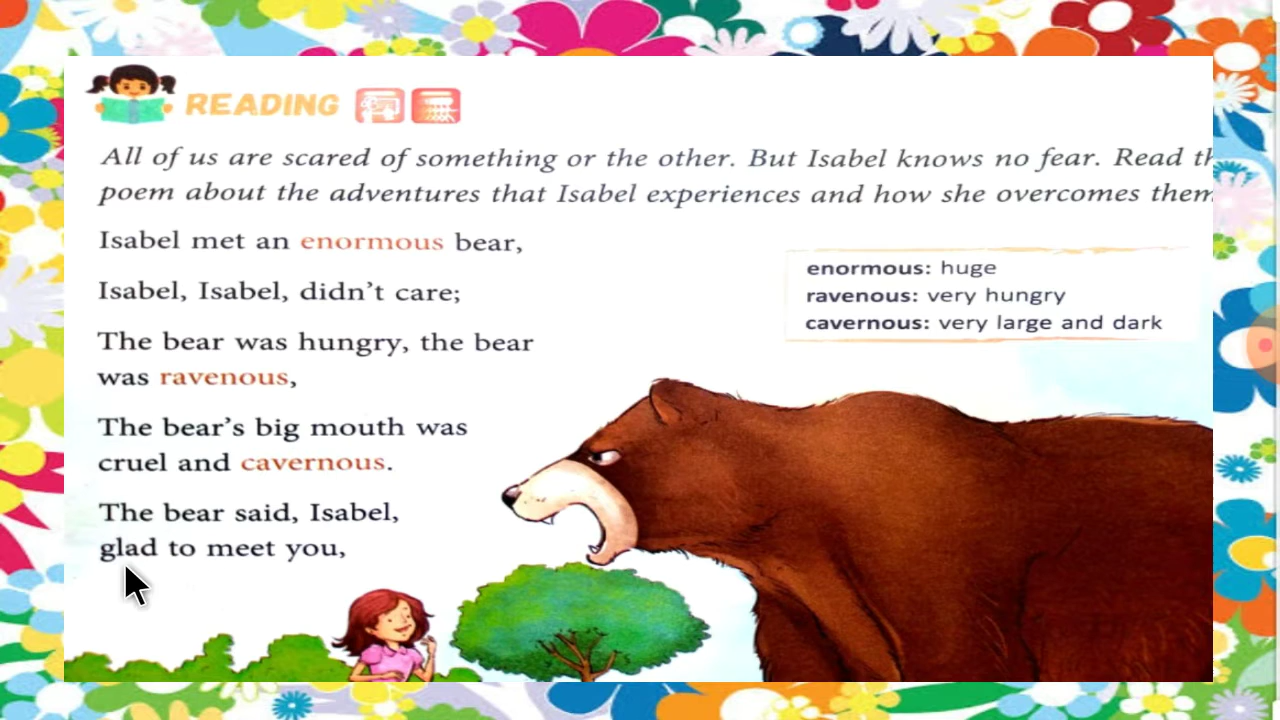 READING
All of us are scared of something or the other. But Isabel knows no fear. Read
poem about the adventures that Isabel experiences and how she overcomes them
Isabel met an enormous bear,
Isabel, Isabel, didn't care;
The bear was hungry, the bear
was ravenous,
The bear's big mouth was
cruel and cavernous.
The bear said, Isabel,
glad to meet you,
enormous: huge
ravenous: very hungry
cavernous: very large and dark